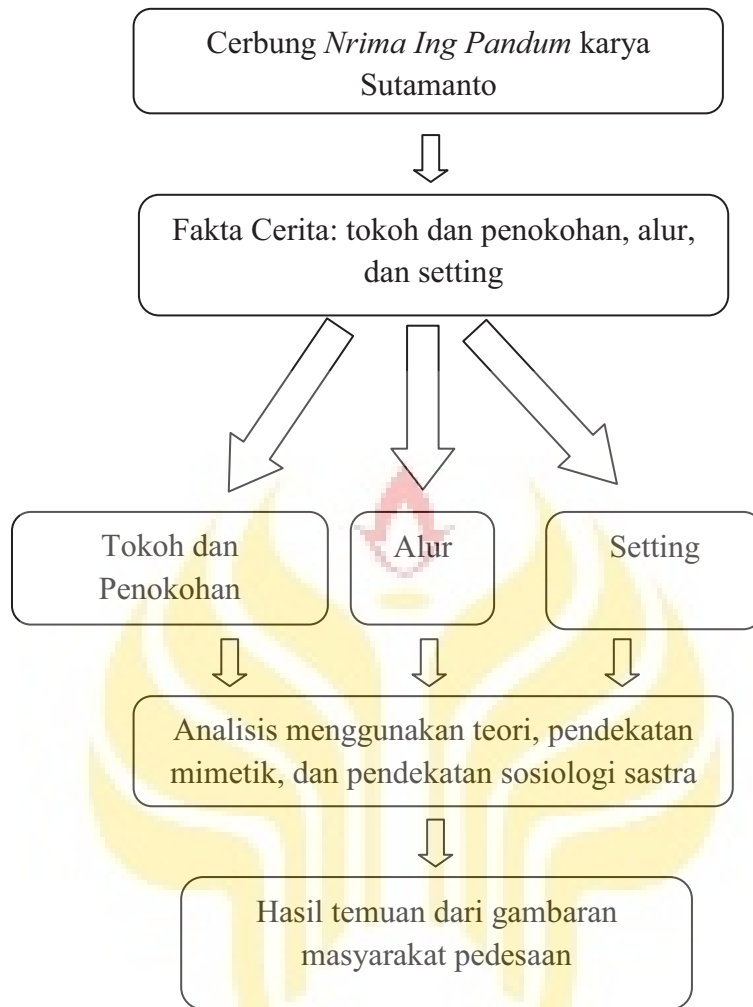 Cerbung Nrima Ing Pandum karya
Sutamanto
Fakta Cerita: tokoh dan penokohan, alur,
dan setting
Tokoh dan
Penokohan
Alur
Setting
Analisis menggunakan teori, pendekatan
mimetik, dan pendekatan sosiologi sastra
Hasil temuan dari gambaran
masyarakat pedesaan